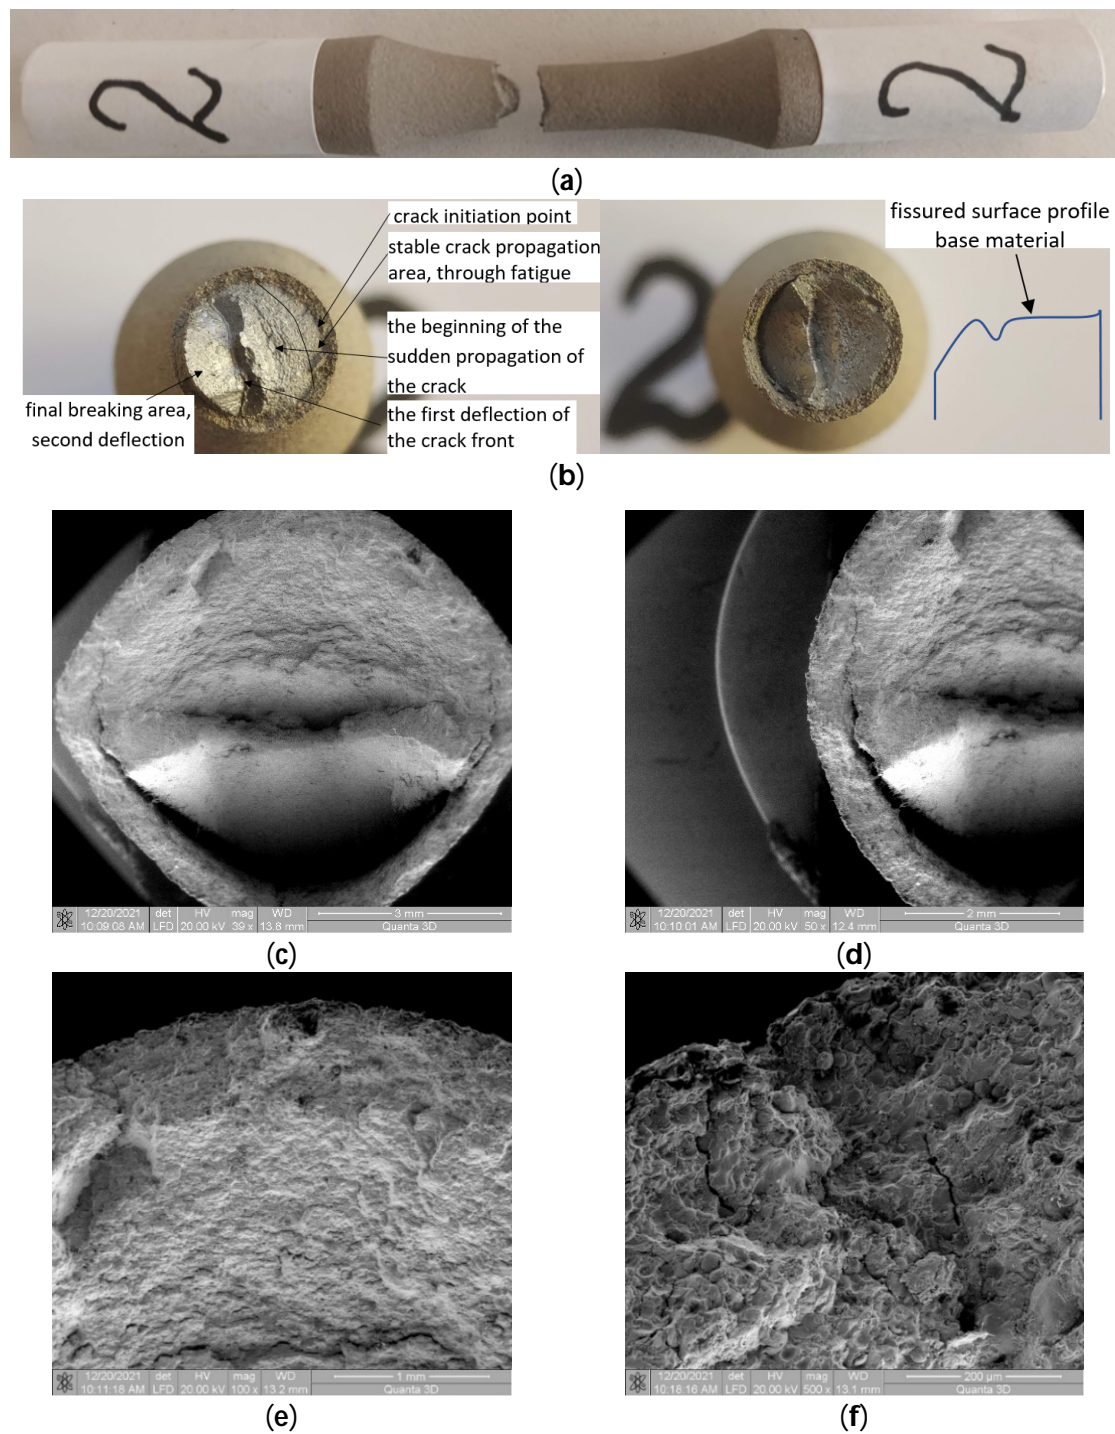 2
2
(a)
crack initiation point
stable crack propagation
area, through fatigue
the beginning of the
sudden propagation of
the crack
the first deflection of
the crack front
final breaking area,
second deflection
2
fissured surface profile
base material
(b)
12/20/2021 det HV mag WD 3 mm
10:09:08 AM LFD 20.00 kV 39 x 13.8 mm Quanta 3D
(c)
12/20/2021 det HV mag WD 2 mm
10:10:01 AM LFD 20.00 kV 50 x 12.4 mm Quanta 3D
(d)
12/20/2021 det HV mag WD 1 mm
10:11:18 AM LFD 20.00 kV 100 x 13.2 mm Quanta 3D
(e)
12/20/2021 det HV mag WD 200 µm
10:18:16 AM LFD 20.00 kV 500 x 13.1 mm Quanta 3D
(f)